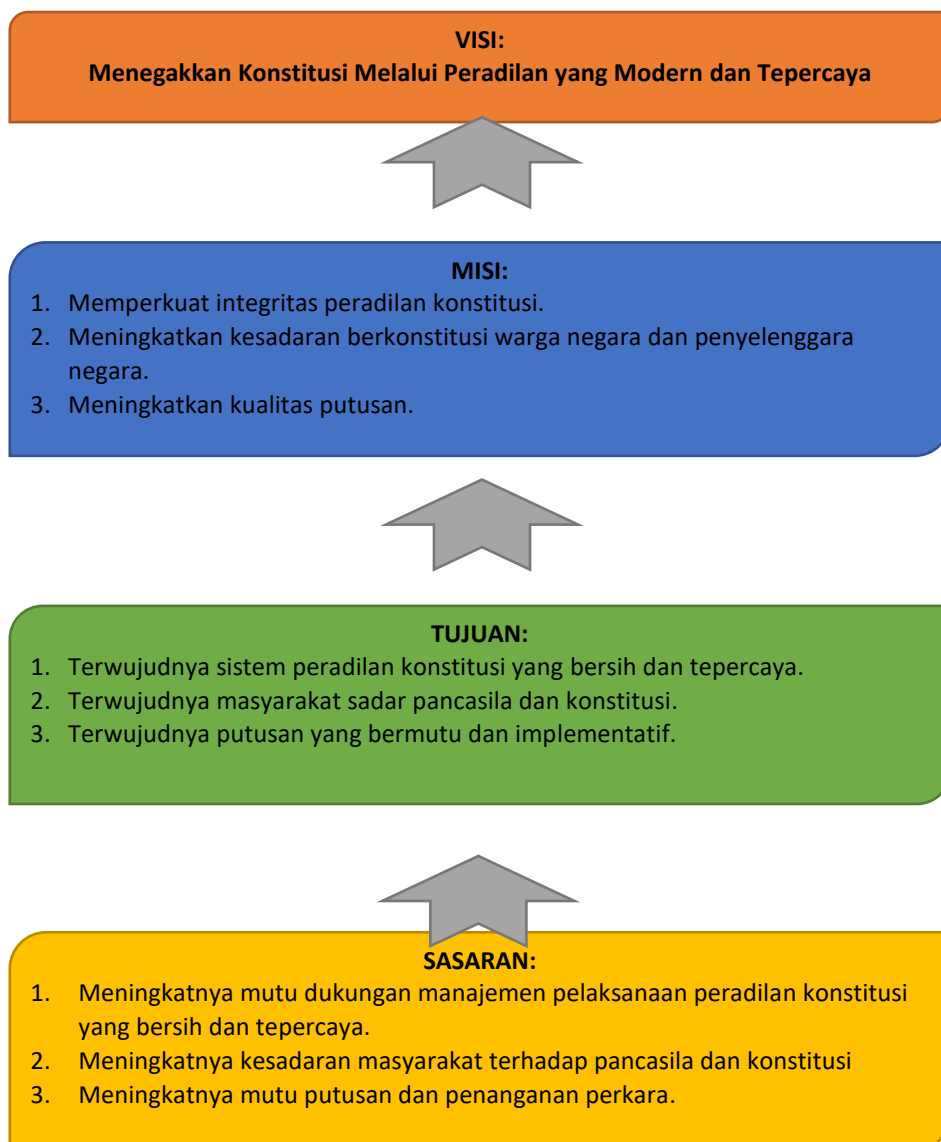 VISI:
Menegakkan Konstitusi Melalui Peradilan yang Modern dan Tepercaya
MISI:
1. Memperkuat integritas peradilan konstitusi.
2. Meningkatkan kesadaran berkonstitusi warga negara dan penyelenggara
negara.
3. Meningkatkan kualitas putusan.
TUJUAN:
1. Terwujudnya sistem peradilan konstitusi yang bersih dan tepercaya.
2. Terwujudnya masyarakat sadar pancasila dan konstitusi.
3. Terwujudnya putusan yang bermutu dan implementatif.
SASARAN:
1. Meningkatnya mutu dukungan manajemen pelaksanaan peradilan konstitusi
yang bersih dan tepercaya.
2. Meningkatnya kesadaran masyarakat terhadap pancasila dan konstitusi
3. Meningkatnya mutu putusan dan penanganan perkara.